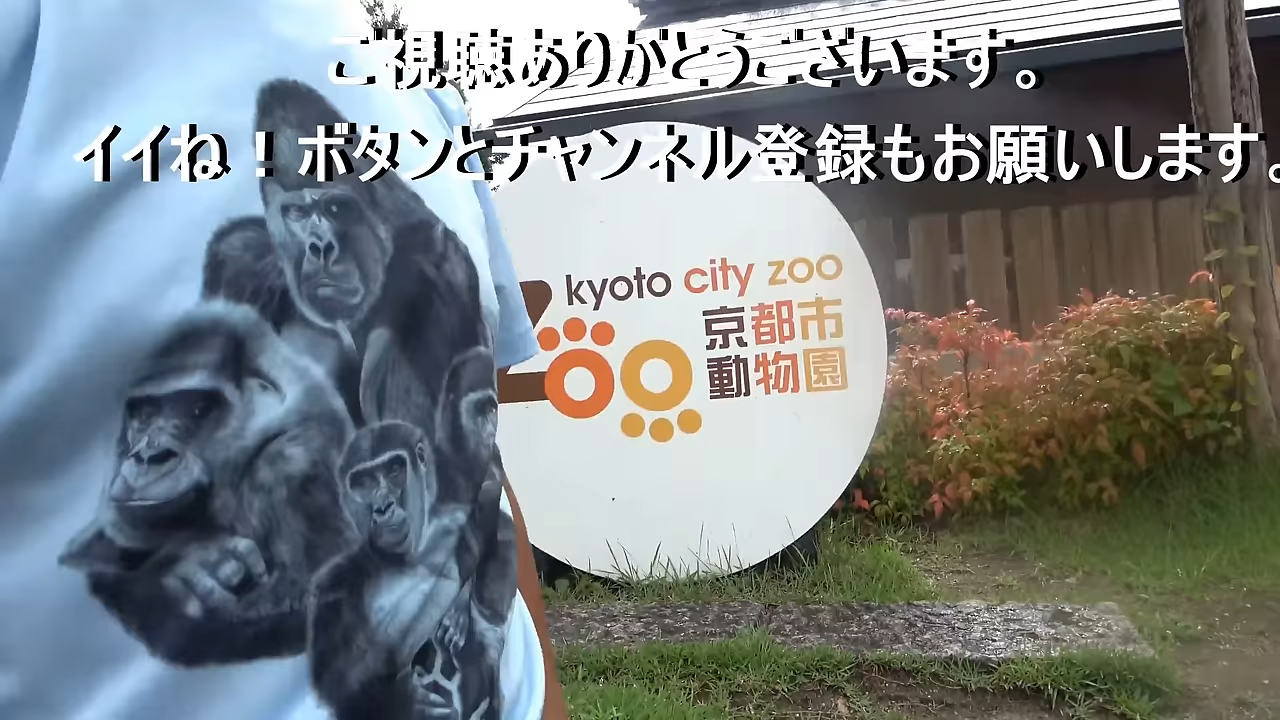 ご視聴ありがとうございます。
イイね！ボタンとチャンネル登録もお願いします。
kyoto city zoo
京都市
動物園
zoo